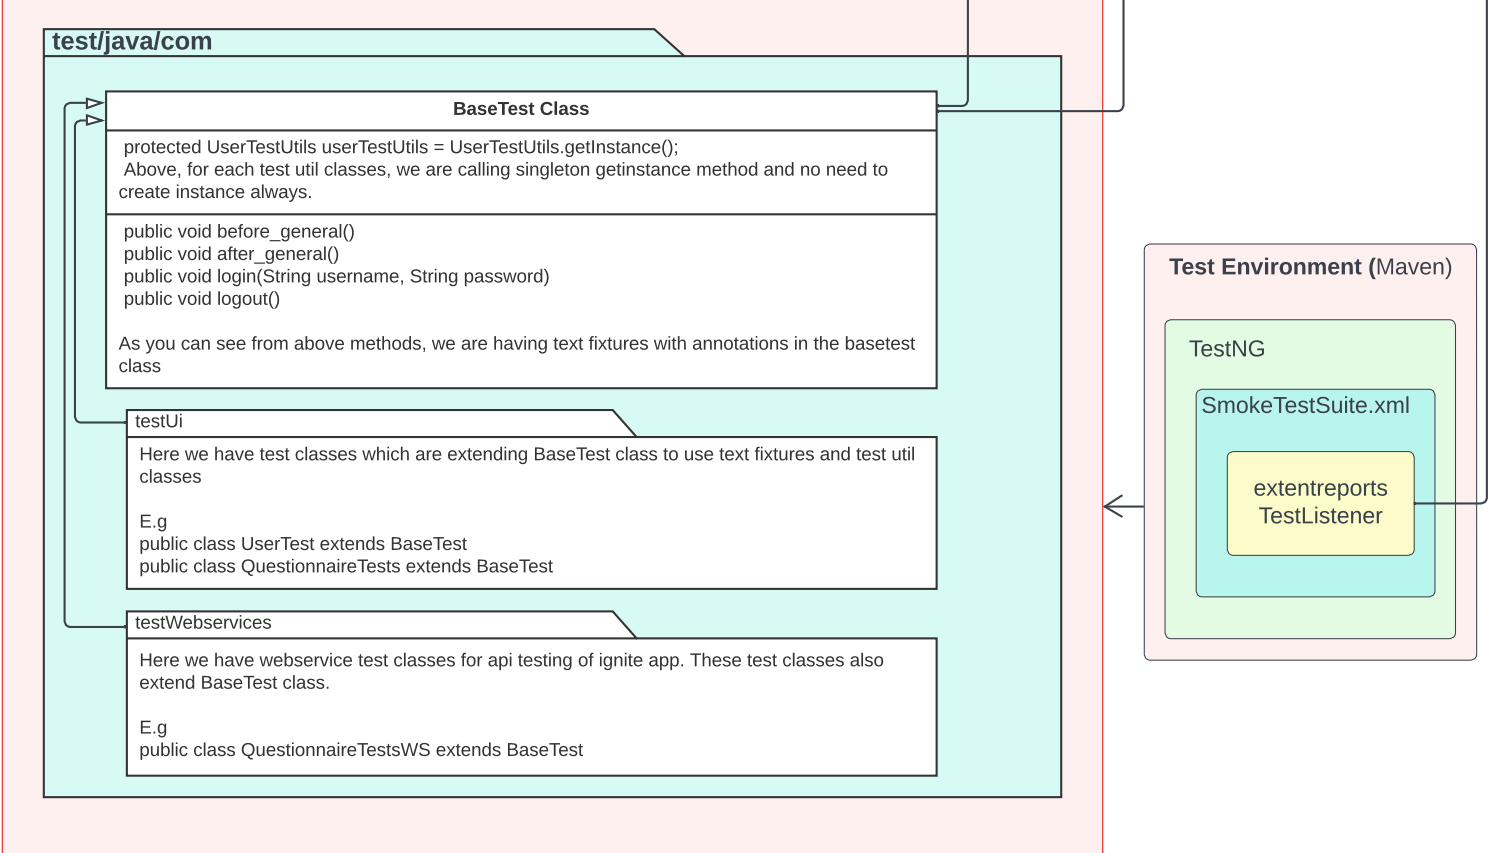 test/java/com
BaseTest Class
protected UserTestUtils userTestUtils = UserTestUtils.getInstance();
Above, for each test util classes, we are calling singleton getinstance method and no need to
create instance always.
public void before_general()
public void after_general()
public void login(String username, String password)
public void logout()
As you can see from above methods, we are having text fixtures with annotations in the basetest
class
testUi
Here we have test classes which are extending BaseTest class to use text fixtures and test util
classes
E.g
public class UserTest extends BaseTest
public class QuestionnaireTests extends BaseTest
testWebservices
Here we have webservice test classes for api testing of ignite app. These test classes also
extend BaseTest class.
E.g
public class QuestionnaireTestsWS extends BaseTest
Test Environment (Maven)
TestNG
SmokeTestSuite.xml
extentreports
TestListener